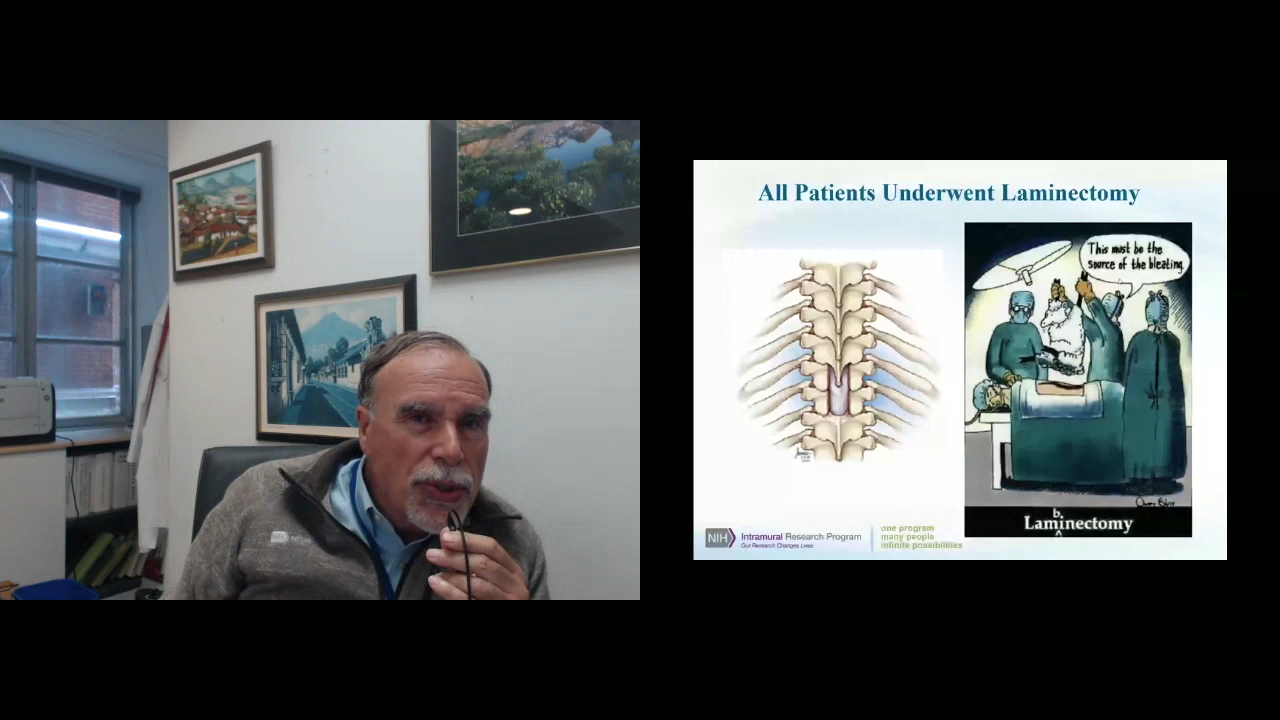 All Patients Underwent Laminectomy
This must be the
source of the bleating.
b
Laminectomy
NIH
Intramural Research Program
Our Research Changes Lives
one program
many people
infinite possibilities
NIH